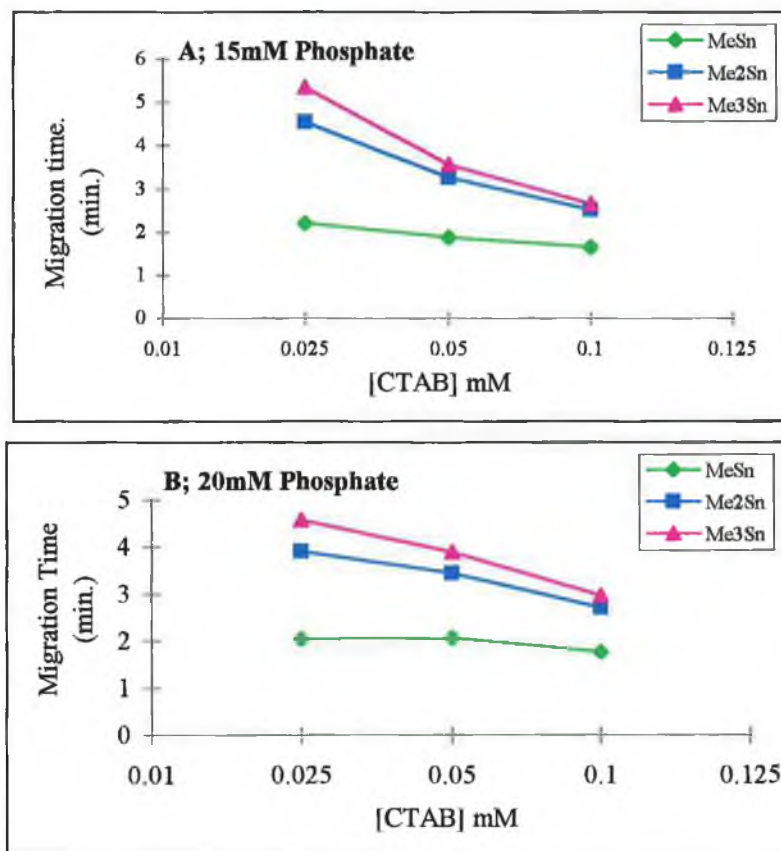 A; 15mM Phosphate
MeSn
Me2Sn
Me3Sn
Migration time.
(min.)
6
5
4
3
2
1
0
0.01 0.025 0.05 0.1 0.125
[CTAB] mM
B; 20mM Phosphate
MeSn
Me2Sn
Me3Sn
Migration Time
(min.)
5
4
3
2
1
0
0.01 0.025 0.05 0.1 0.125
[CTAB] mM